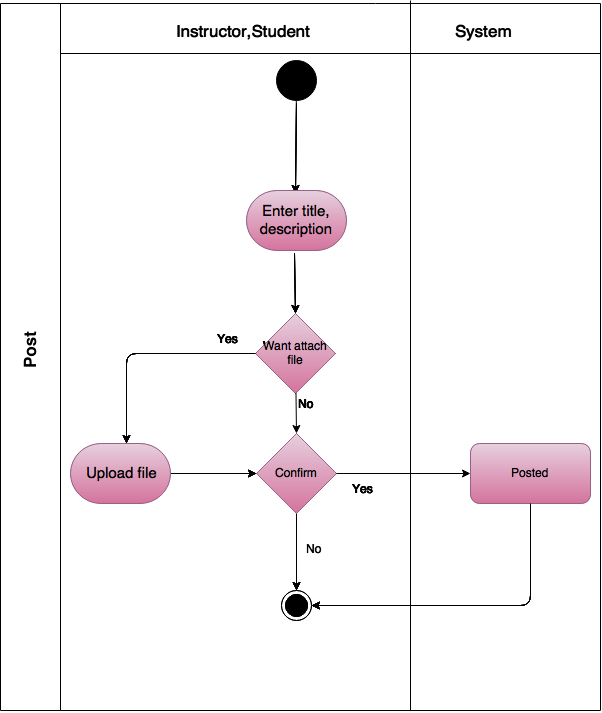 Instructor,Student
System
Post
Enter title,
description
Want attach
file
Yes
No
Upload file
Confirm
Yes
Posted
No